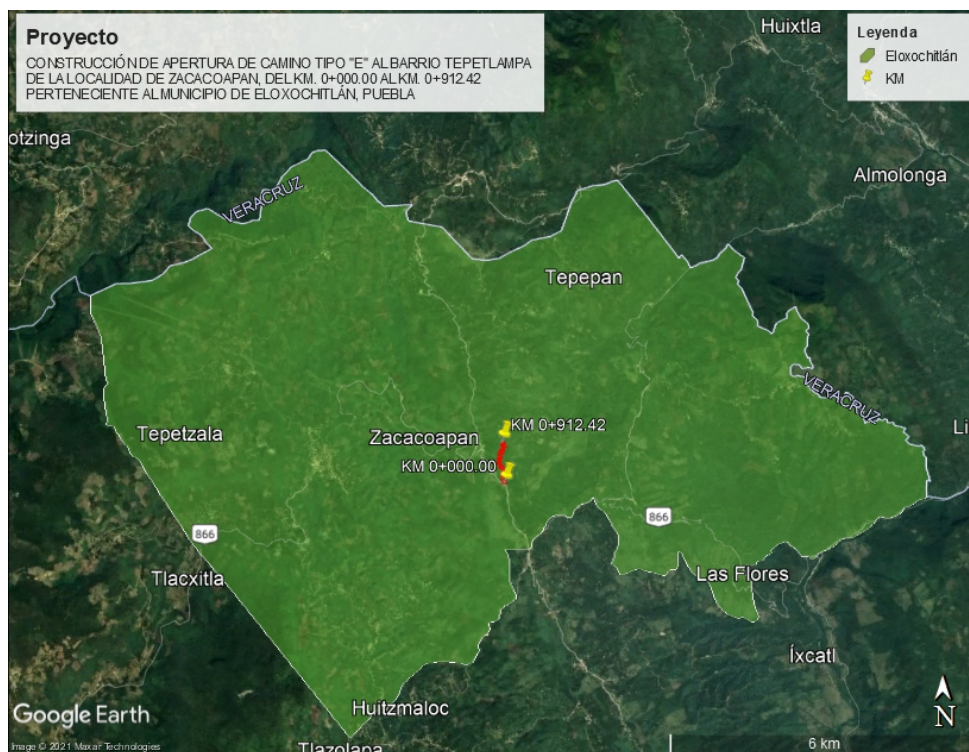 Proyecto
CONSTRUCCIÓN DE APERTURA DE CAMINO TIPO "E" AL BARRIO TEPETLAMPA
DE LA LOCALIDAD DE ZACACOAPAN, DEL KM. 0+000.00 AL KM. 0+912.42
PERTENECIENTE AL MUNICIPIO DE ELOXOCHITLÁN, PUEBLA
Huixtla
Leyenda
Eloxochitlán
KM
otzinga
Almolonga
VERACRUZ
Tepepan
VERACRUZ
KM 0+912.42
Li
Tepetzala
Zacacoapan
KM 0+000.00
866
866
Tlacxitla
Las Flores
Íxcatl
Huitzmaloc
Tlazolapa
Google Earth
N
Image © 2021 Maxar Technologies
6 km